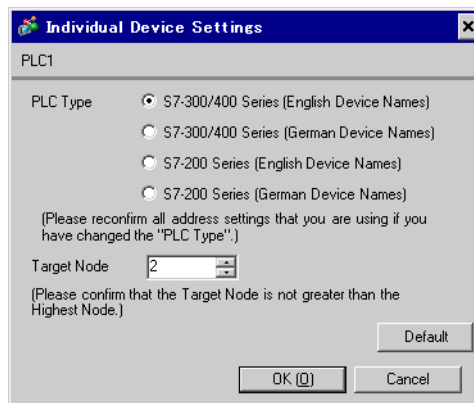 Individual Device Settings
PLC1
PLC Type
S7-300/400 Series (English Device Names)
S7-300/400 Series (German Device Names)
S7-200 Series (English Device Names)
S7-200 Series (German Device Names)
(Please reconfirm all address settings that you are using if you
have changed the "PLC Type".)
Target Node 2
(Please confirm that the Target Node is not greater than the
Highest Node.)
Default
OK (O) Cancel